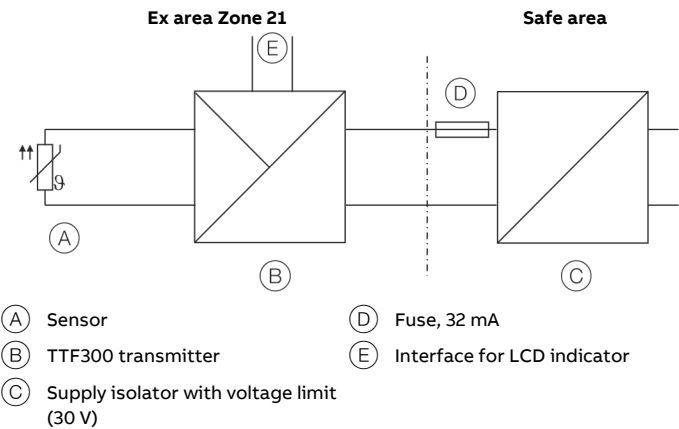 Ex area Zone 21
Safe area
E
D
ϑ
A
B
C
A Sensor
B TTF300 transmitter
C Supply isolator with voltage limit
(30 V)
D Fuse, 32 mA
E Interface for LCD indicator